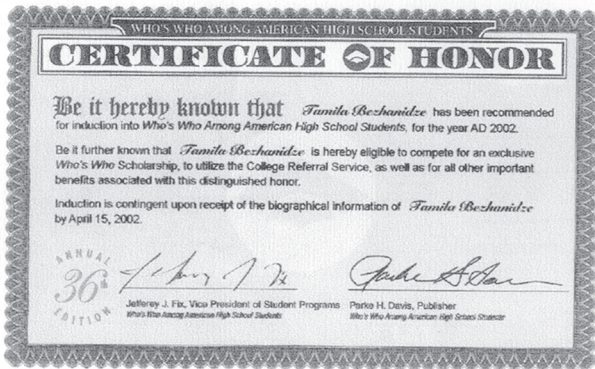 WHO'S WHO AMONG AMERICAN HIGH SCHOOL STUDENTS
CERTIFICATE OF HONOR
Be it hereby known that Tamila Bezhanidze has been recommended
for induction into Who's Who Among American High School Students, for the year AD 2002.
Be it further known that Tamila Bezhanidze is hereby eligible to compete for an exclusive
Who's Who Scholarship, to utilize the College Referral Service, as well as for all other important
benefits associated with this distinguished honor.
Induction is contingent upon receipt of the biographical information of Tamila Bezhanidze
by April 15, 2002.
ANNUAL
36th
EDITION
Jefferey J. Fix, Vice President of Student Programs
Who's Who Among American High School Students
Parke H. Davis, Publisher
Who's Who Among American High School Students